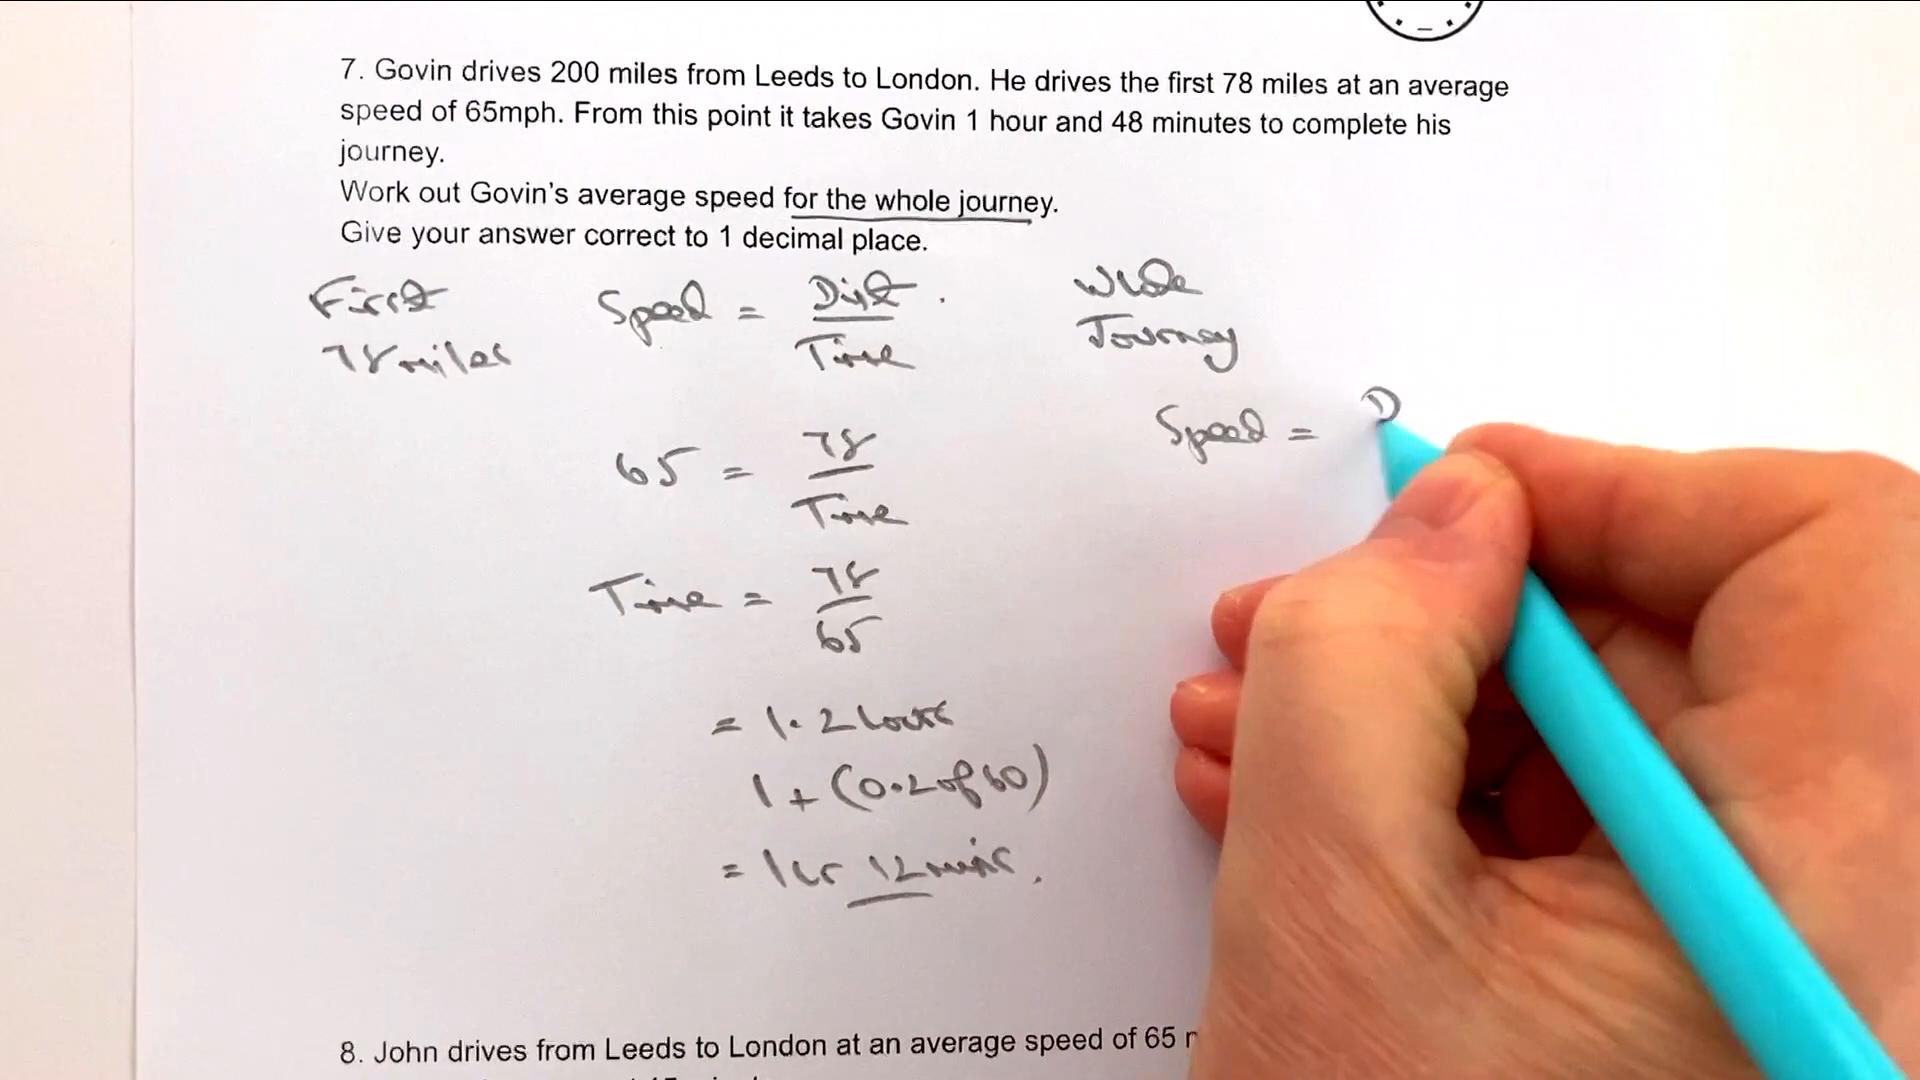 7. Govin drives 200 miles from Leeds to London. He drives the first 78 miles at an average
speed of 65mph. From this point it takes Govin 1 hour and 48 minutes to complete his
journey.
Work out Govin's average speed for the whole journey.
Give your answer correct to 1 decimal place.
First
78 miles
Speed = Dist / Time
65 = 78 / Time
Time = 78 / 65
= 1.2 hours
1 + (0.2 of 60)
= 1 hr 12 mins.
Whole
Journey
Speed = D
8. John drives from Leeds to London at an average speed of 65